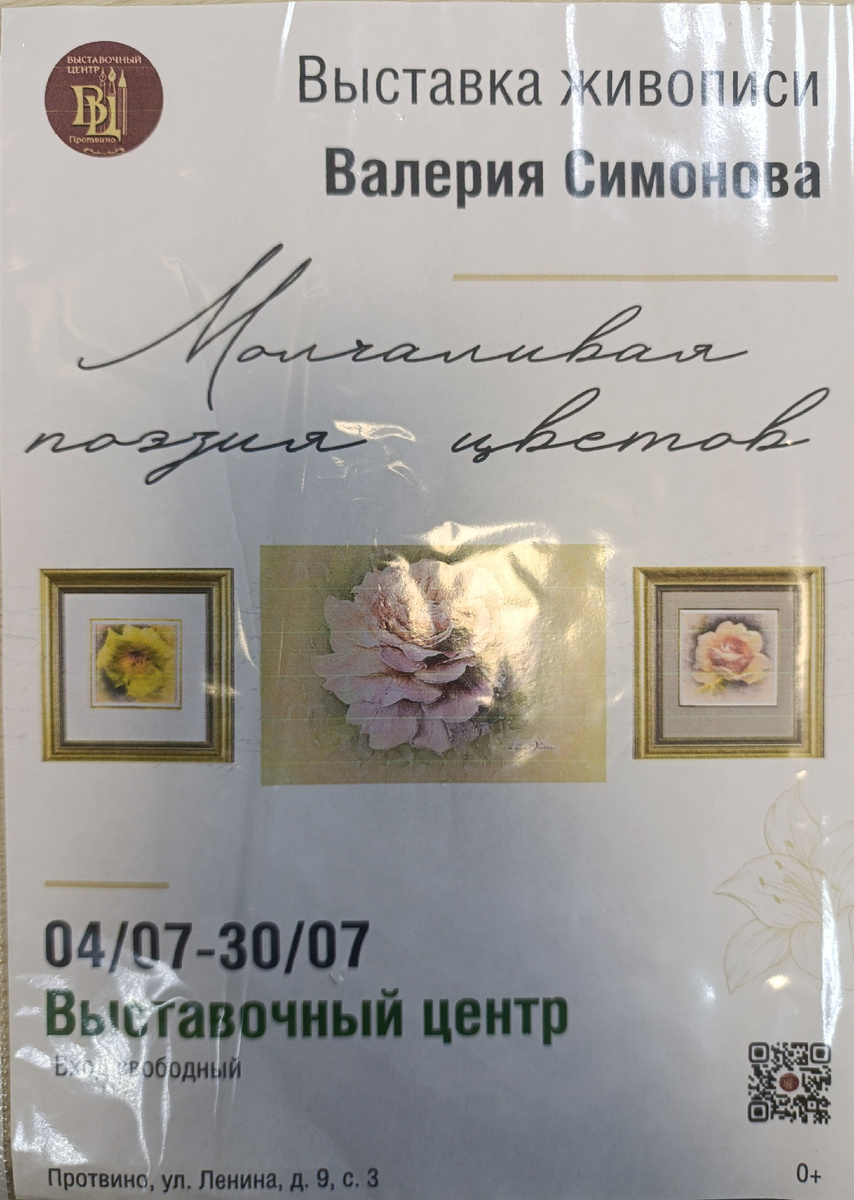 ВЫСТАВОЧНЫЙ
ЦЕНТР
ВЦ
Протвино
Выставка живописи
Валерия Симонова
Молчаливая
поэзия цветов
04/07-30/07
Выставочный центр
Вход свободный
Протвино, ул. Ленина, д. 9, с. 3
0+